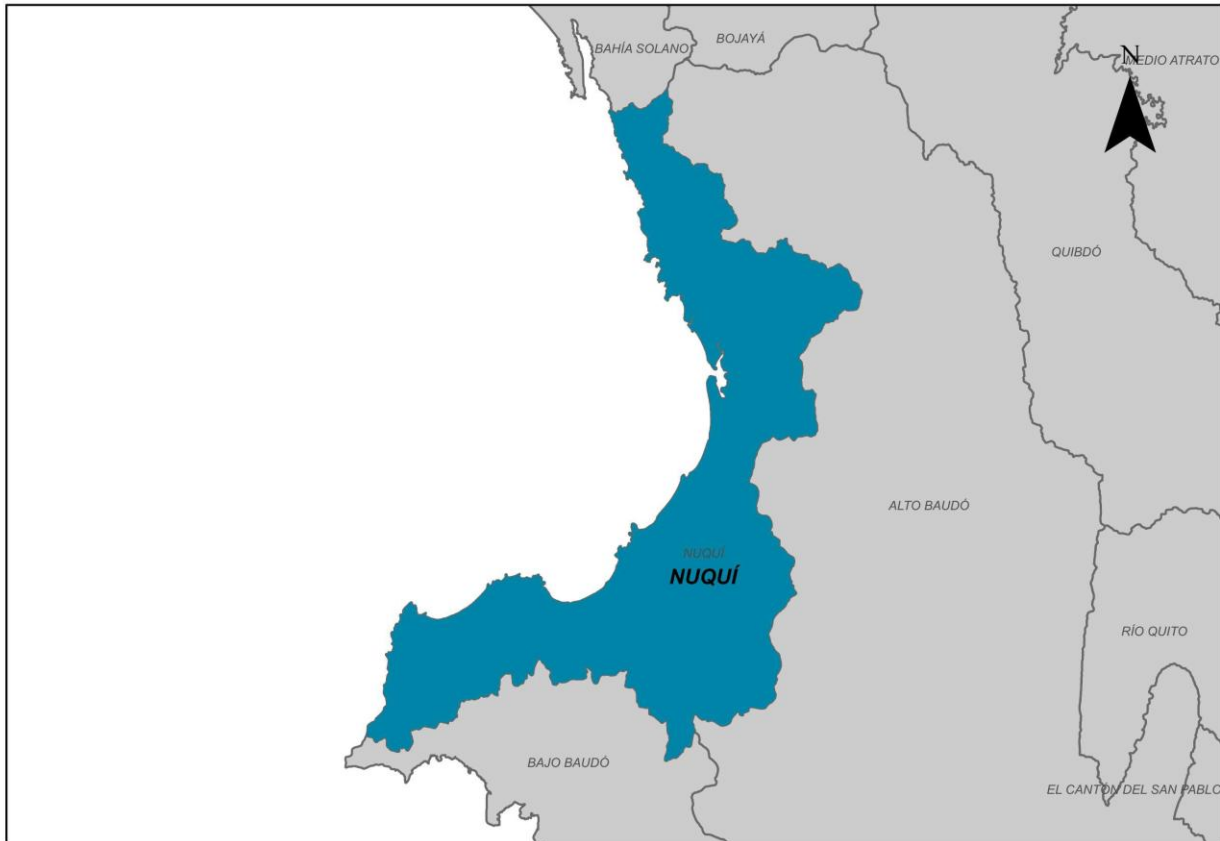 BAHÍA SOLANO
BOJAYÁ
N
MEDIO ATRATO
QUIBDÓ
ALTO BAUDÓ
NUQUÍ
NUQUÍ
RÍO QUITO
BAJO BAUDÓ
EL CANTÓN DEL SAN PABLO